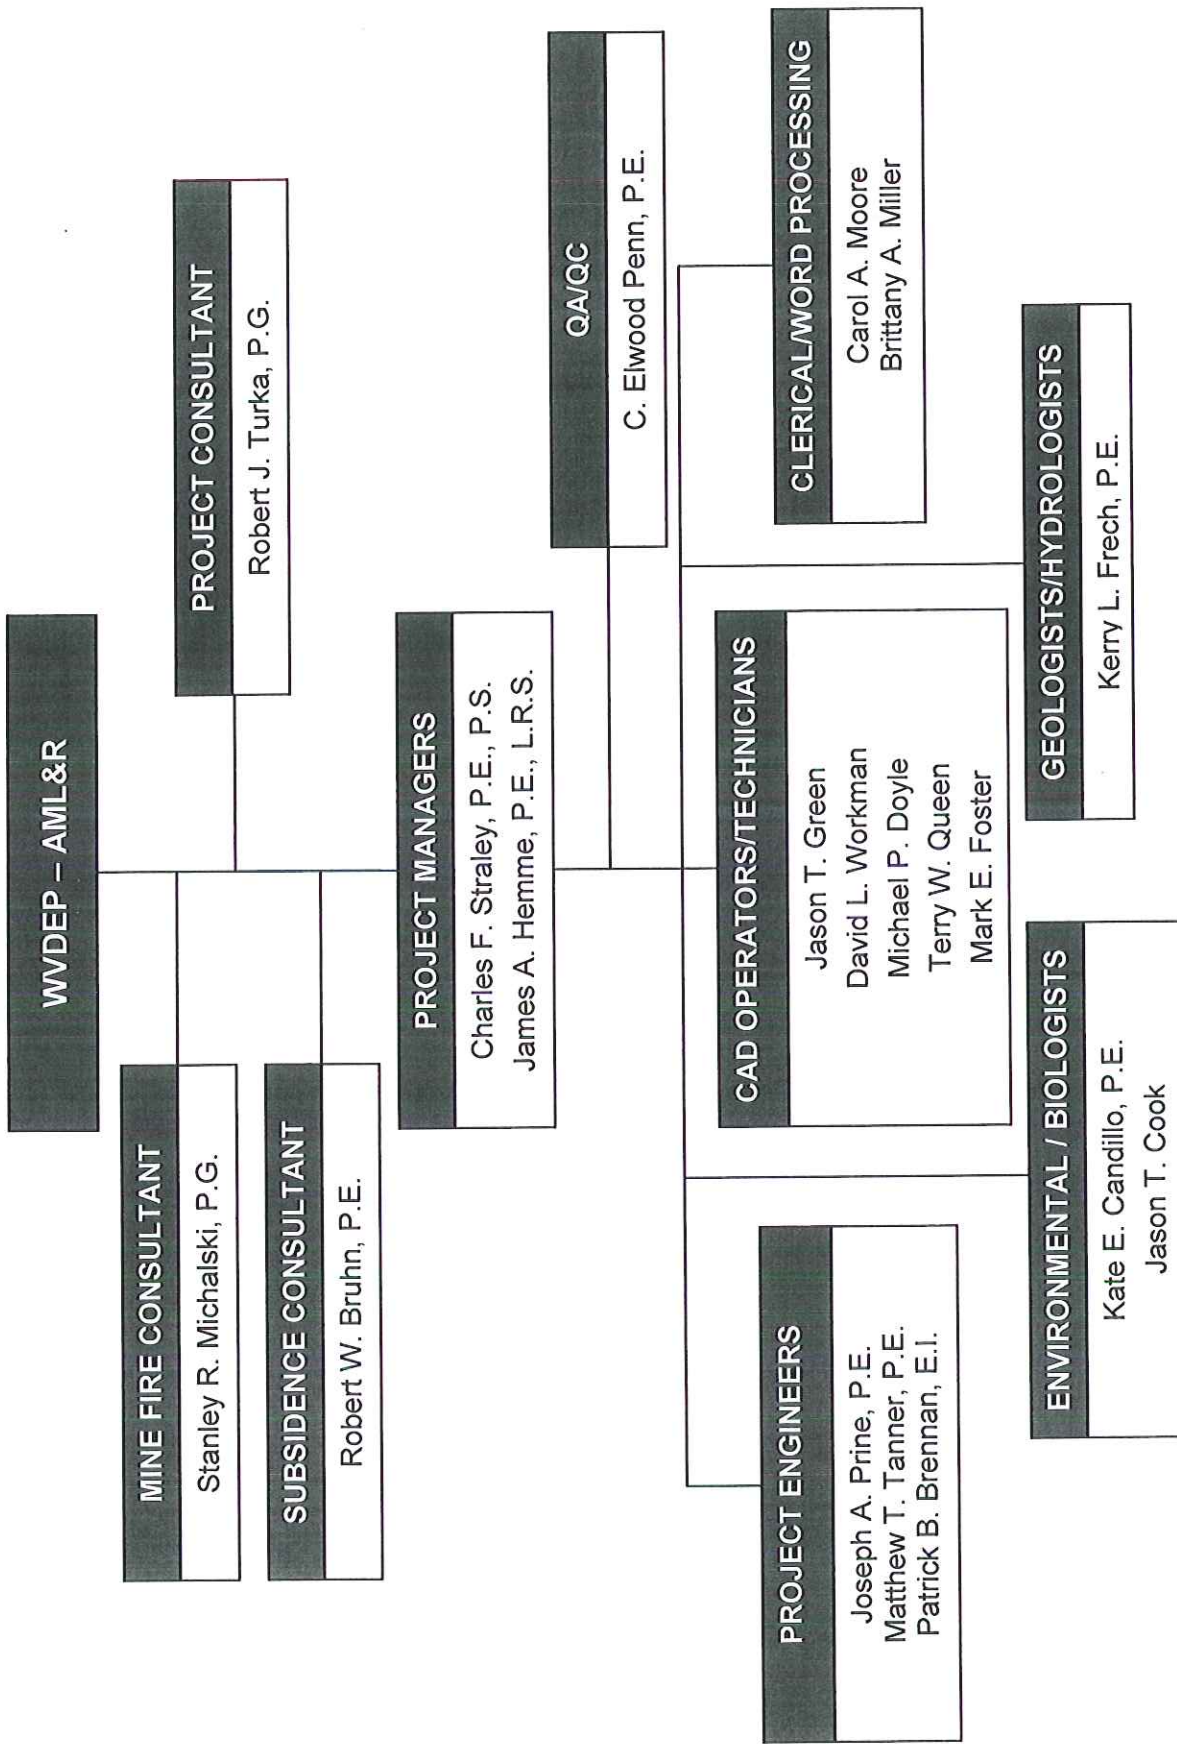 WVDEP – AML&R
MINE FIRE CONSULTANT
Stanley R. Michalski, P.G.
PROJECT CONSULTANT
Robert J. Turka, P.G.
SUBSIDENCE CONSULTANT
Robert W. Bruhn, P.E.
PROJECT MANAGERS
Charles F. Straley, P.E., P.S.
James A. Hemme, P.E., L.R.S.
QA/QC
C. Elwood Penn, P.E.
PROJECT ENGINEERS
Joseph A. Prine, P.E.
Matthew T. Tanner, P.E.
Patrick B. Brennan, E.I.
CAD OPERATORS/TECHNICIANS
Jason T. Green
David L. Workman
Michael P. Doyle
Terry W. Queen
Mark E. Foster
CLERICAL/WORD PROCESSING
Carol A. Moore
Brittany A. Miller
ENVIRONMENTAL / BIOLOGISTS
Kate E. Candillo, P.E.
Jason T. Cook
GEOLOGISTS/HYDROLOGISTS
Kerry L. Frech, P.E.